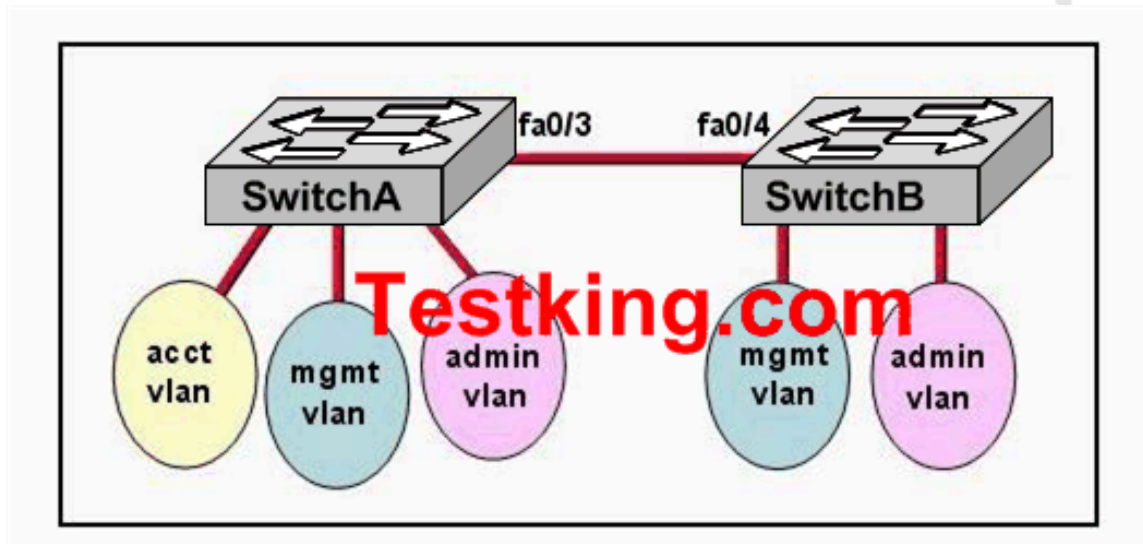 fa0/3 fa0/4
SwitchA SwitchB
Testking.com
acct
vlan
mgmt
vlan
admin
vlan
mgmt
vlan
admin
vlan